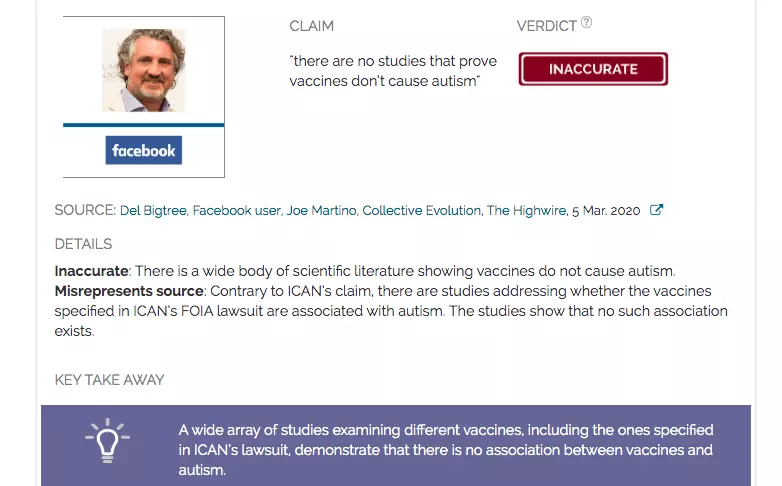 CLAIM
VERDICT ?
"there are no studies that prove
vaccines don't cause autism"
INACCURATE
facebook
SOURCE: Del Bigtree, Facebook user, Joe Martino, Collective Evolution, The Highwire, 5 Mar. 2020
DETAILS
Inaccurate: There is a wide body of scientific literature showing vaccines do not cause autism.
Misrepresents source: Contrary to ICAN's claim, there are studies addressing whether the vaccines
specified in ICAN's FOIA lawsuit are associated with autism. The studies show that no such association
exists.
KEY TAKE AWAY
A wide array of studies examining different vaccines, including the ones specified
in ICAN's lawsuit, demonstrate that there is no association between vaccines and
autism.